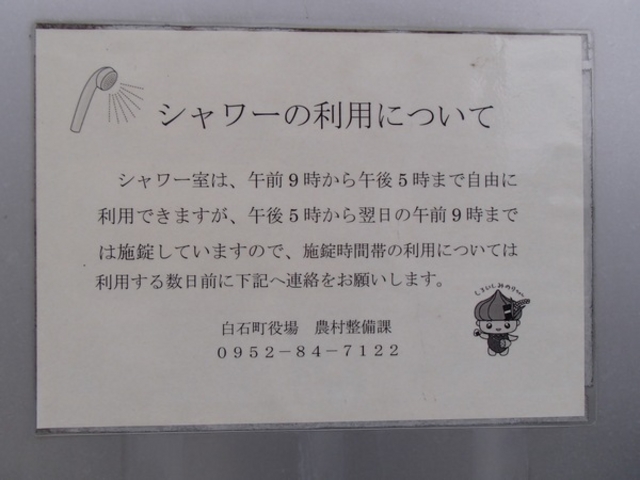 シャワーの利用について
シャワー室は、午前９時から午後５時まで自由に
利用できますが、午後５時から翌日の午前９時まで
は施錠していますので、施錠時間帯の利用については
利用する数日前に下記へ連絡をお願いします。
白石町役場　農村整備課
０９５２－８４－７１２２